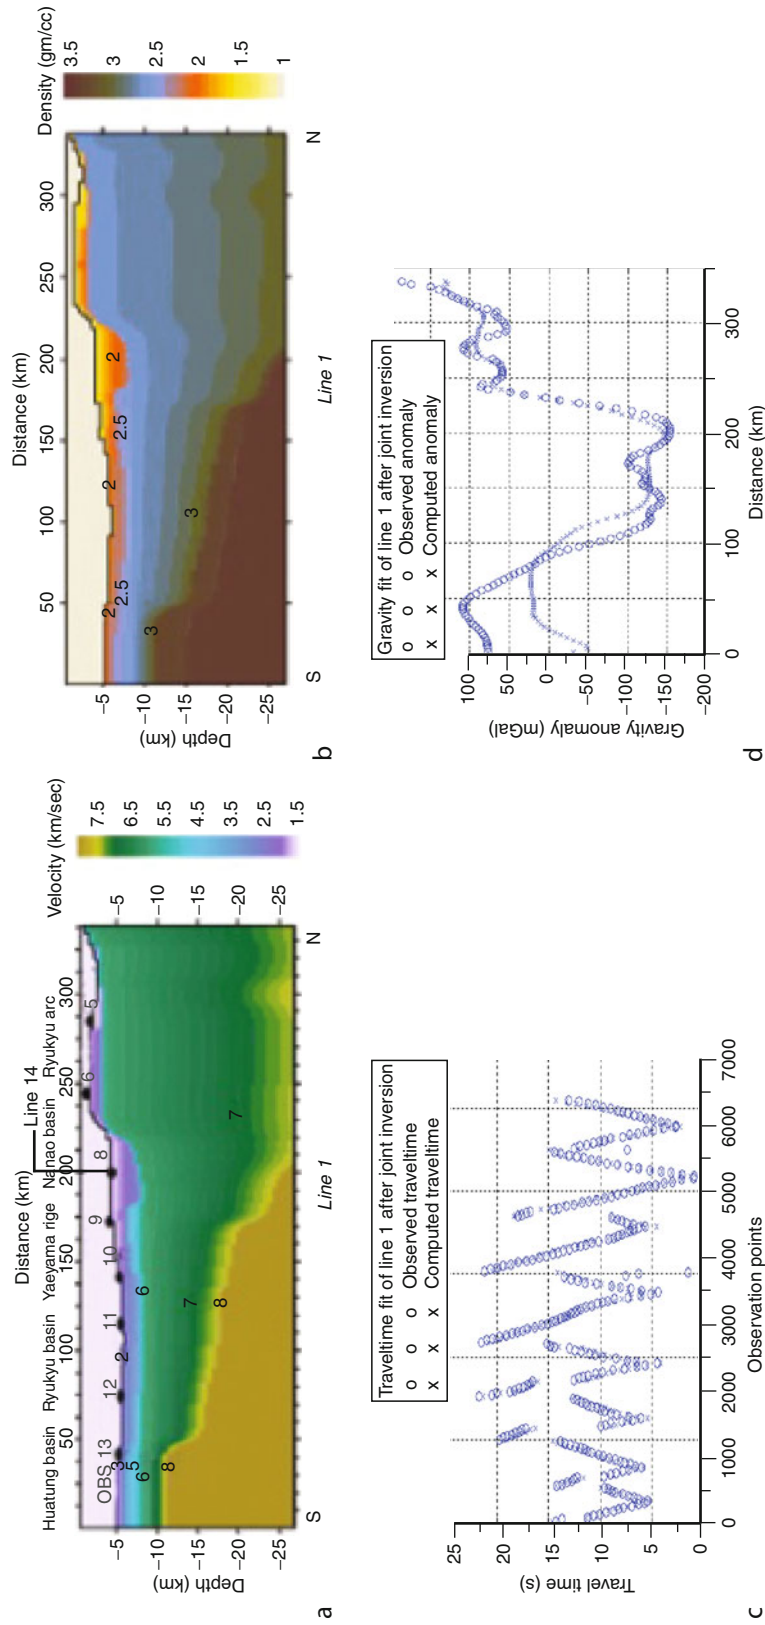 Distance (km)
Line 14
Huatung basin Ryukyu basin Yaeyama rige Nanao basin Ryukyu arc
50 100 150 200 250 300
Velocity (km/sec)
7.5
6.5
5.5
4.5
3.5
2.5
1.5
OBS 13 12 11 10 9 8 6 5
3 2
5
6 6
8 7 8 7
−5
−10
−15
−20
−25
Depth (km)
−5
−10
−15
−20
−25
S N
Line 1
a
Distance (km)
50 100 150 200 250 300
Density (gm/cc)
3.5
3
2.5
2
1.5
1
2 2 2
2.5 2.5
3 3
−5
−10
−15
−20
−25
Depth (km)
S N
Line 1
b
Traveltime fit of line 1 after joint inversion
o o o Observed traveltime
x x x Computed traveltime
25
20
15
10
5
0
Travel time (s)
0 1000 2000 3000 4000 5000 6000 7000
Observation points
c
Gravity fit of line 1 after joint inversion
o o o Observed anomaly
x x x Computed anomaly
100
50
0
−50
−100
−150
−200
Gravity anomaly (mGal)
0 100 200 300
Distance (km)
d